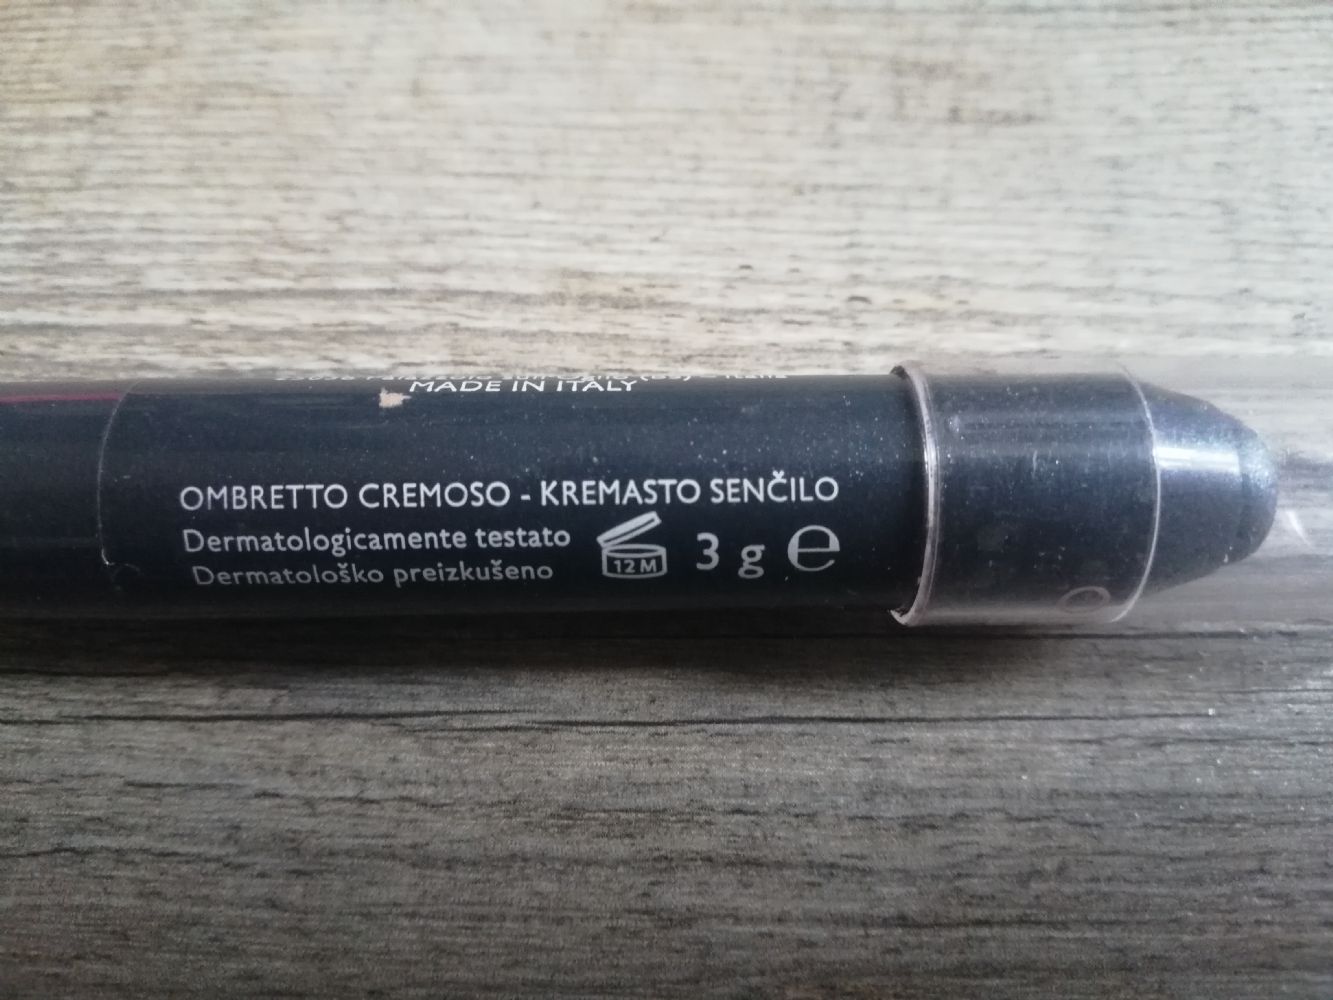 MADE IN ITALY
OMBRETTO CREMOSO - KREMASTO SENČILO
Dermatologicamente testato
Dermatološko preizkušeno
12 M
3 g ℮